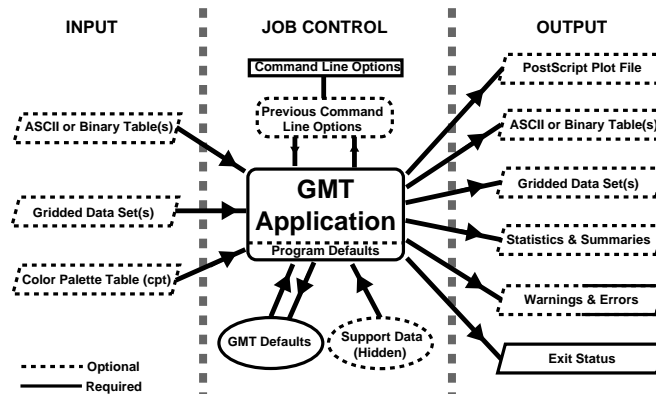 INPUT
JOB CONTROL
OUTPUT
Command Line Options
Previous Command
Line Options
PostScript Plot File
ASCII or Binary Table(s)
ASCII or Binary Table(s)
Gridded Data Set(s)
GMT
Application
Program Defaults
Gridded Data Set(s)
Statistics & Summaries
Color Palette Table (cpt)
Warnings & Errors
GMT Defaults
Support Data
(Hidden)
Exit Status
Optional
Required